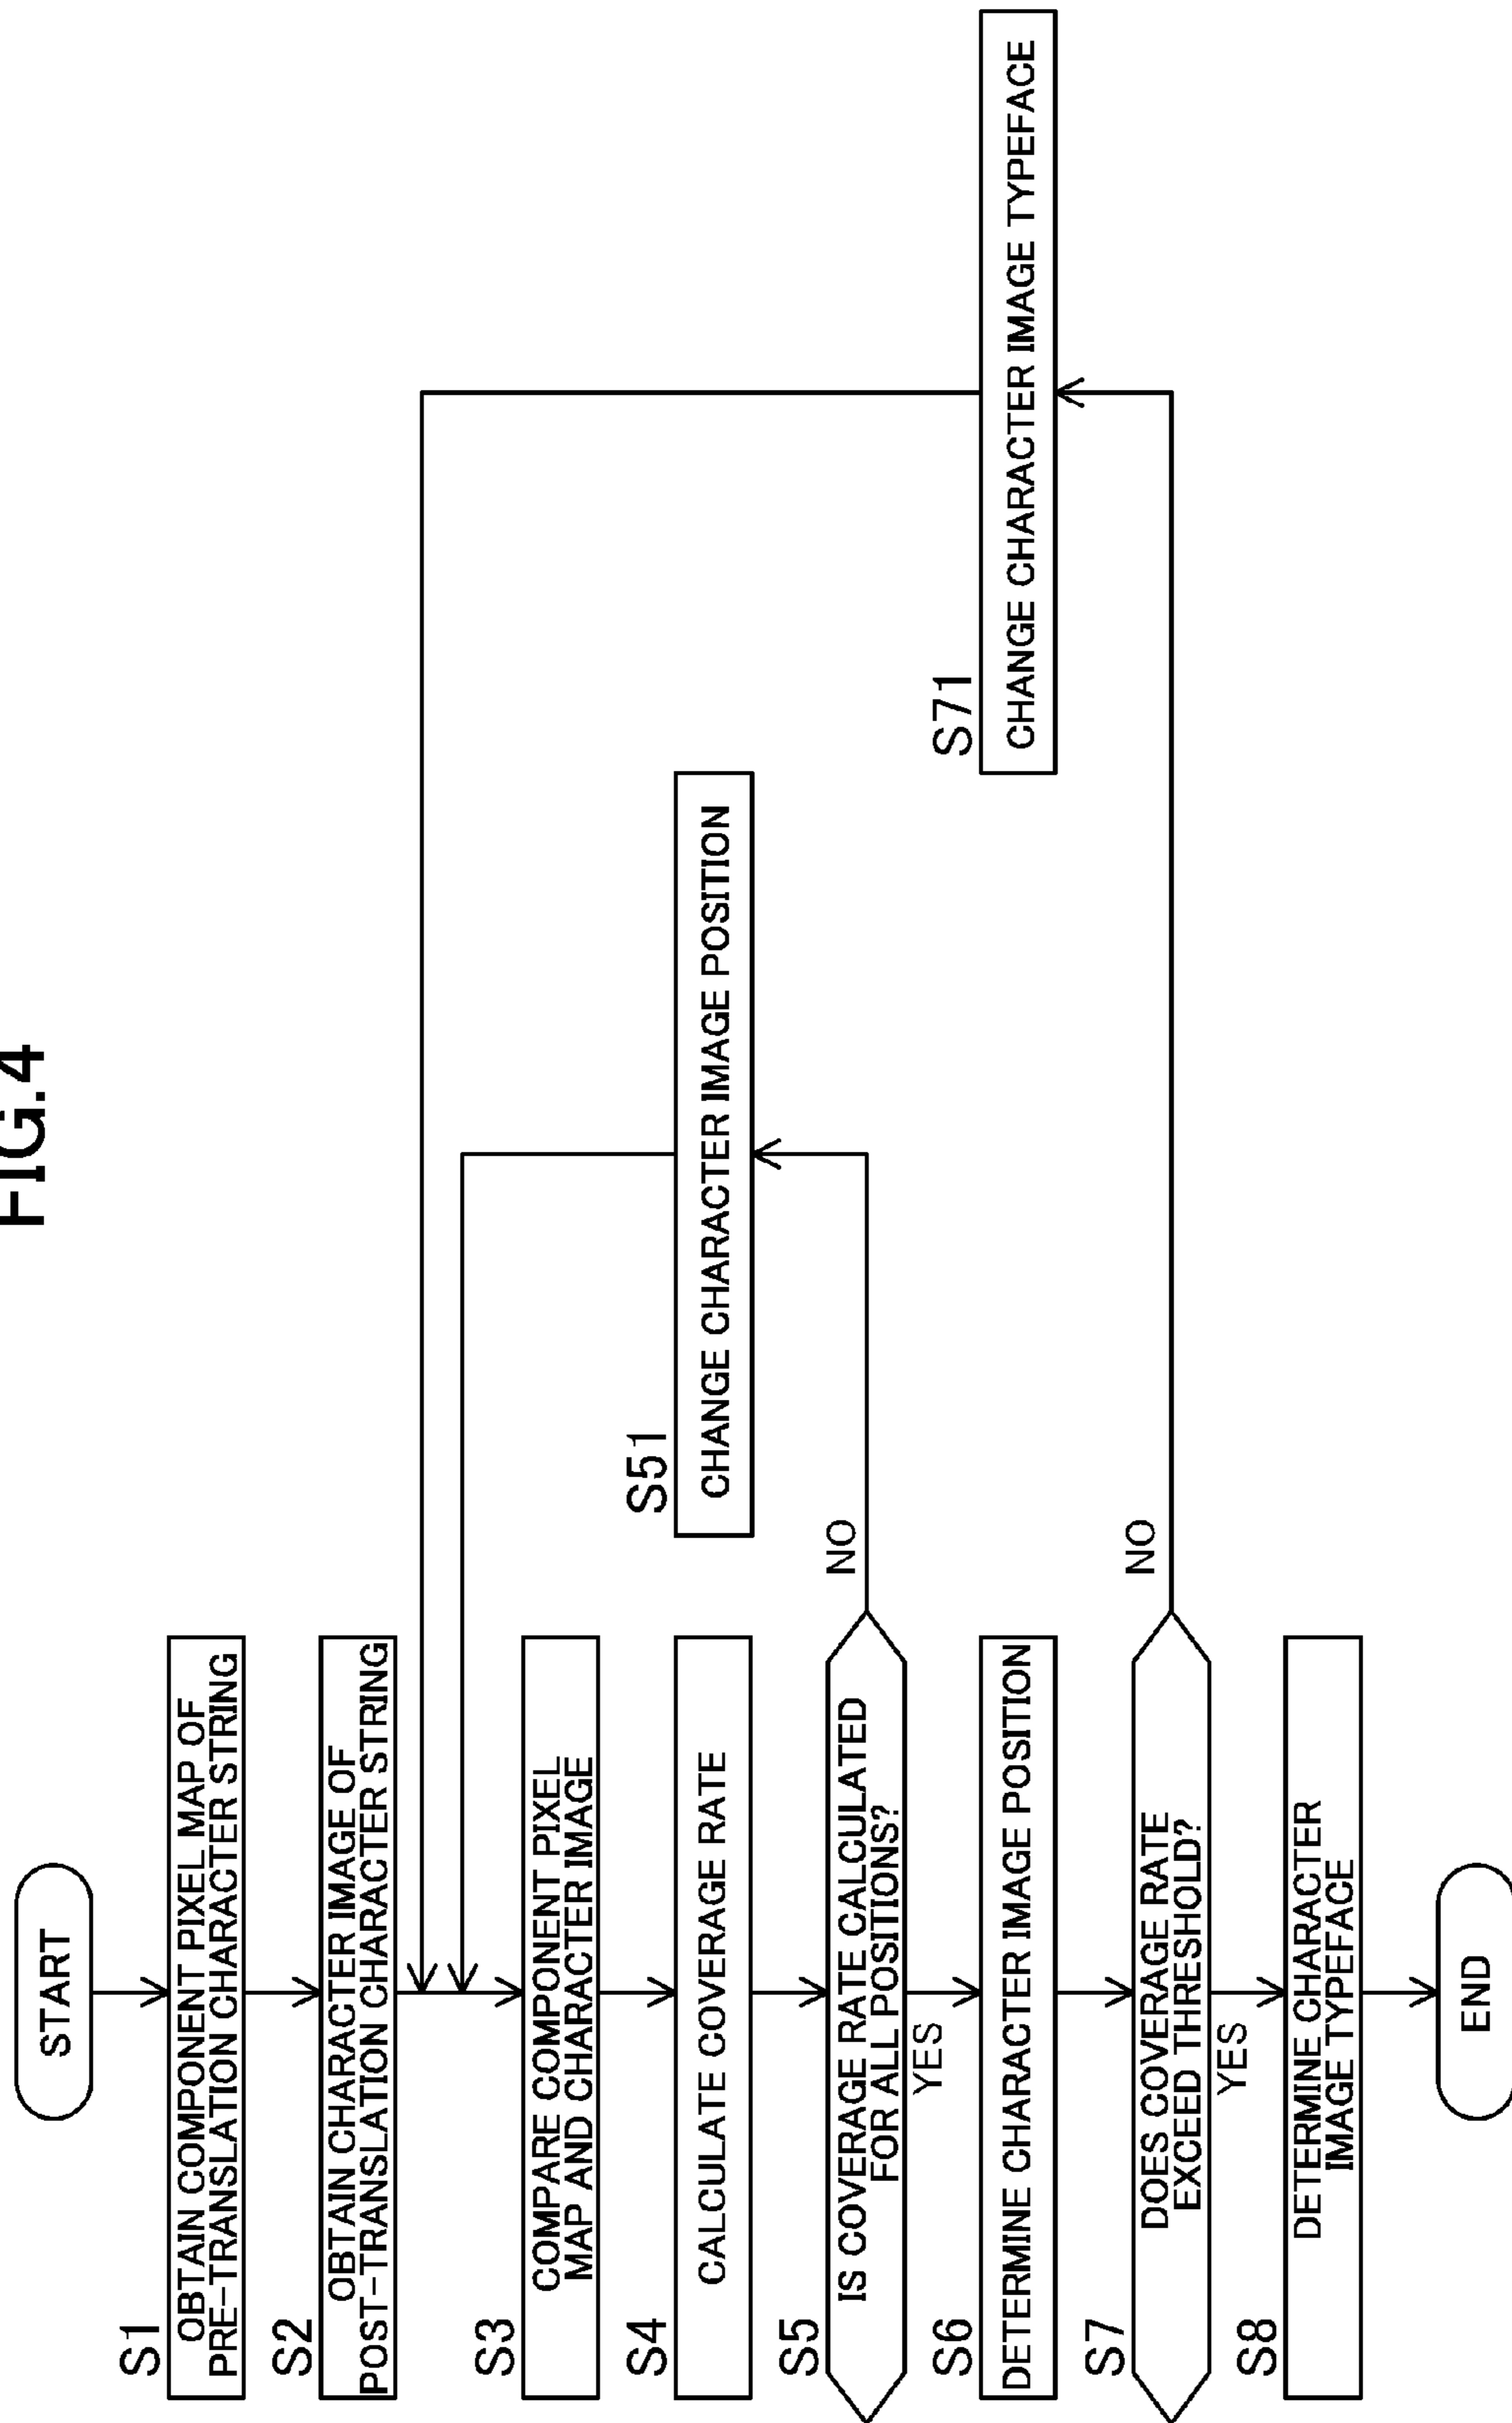 FIG.4
START
S1
OBTAIN COMPONENT PIXEL MAP OF
PRE-TRANSLATION CHARACTER STRING
S2
OBTAIN CHARACTER IMAGE OF
POST-TRANSLATION CHARACTER STRING
S3
COMPARE COMPONENT PIXEL
MAP AND CHARACTER IMAGE
S4
CALCULATE COVERAGE RATE
S5
IS COVERAGE RATE CALCULATED
FOR ALL POSITIONS?
NO
S51
CHANGE CHARACTER IMAGE POSITION
YES
S6
DETERMINE CHARACTER IMAGE POSITION
S7
DOES COVERAGE RATE
EXCEED THRESHOLD?
NO
S71
CHANGE CHARACTER IMAGE TYPEFACE
YES
S8
DETERMINE CHARACTER
IMAGE TYPEFACE
END